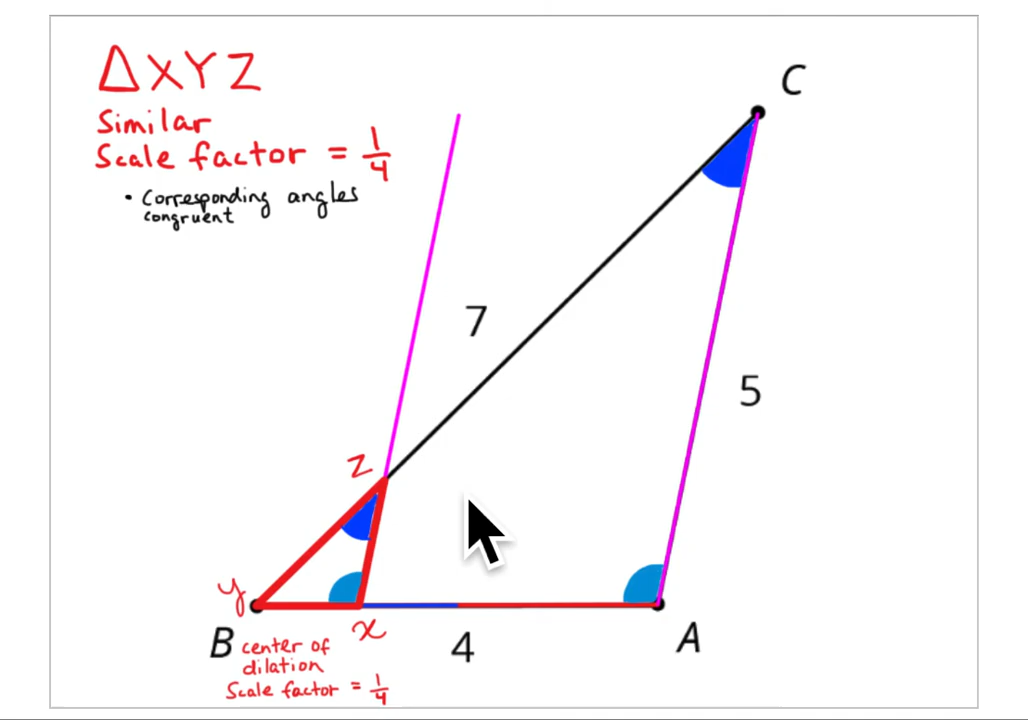 ΔXYZ
Similar
Scale factor = 1/4
• Corresponding angles
congruent
C
7
5
Z
y
x
B
4
A
center of
dilation
Scale factor = 1/4